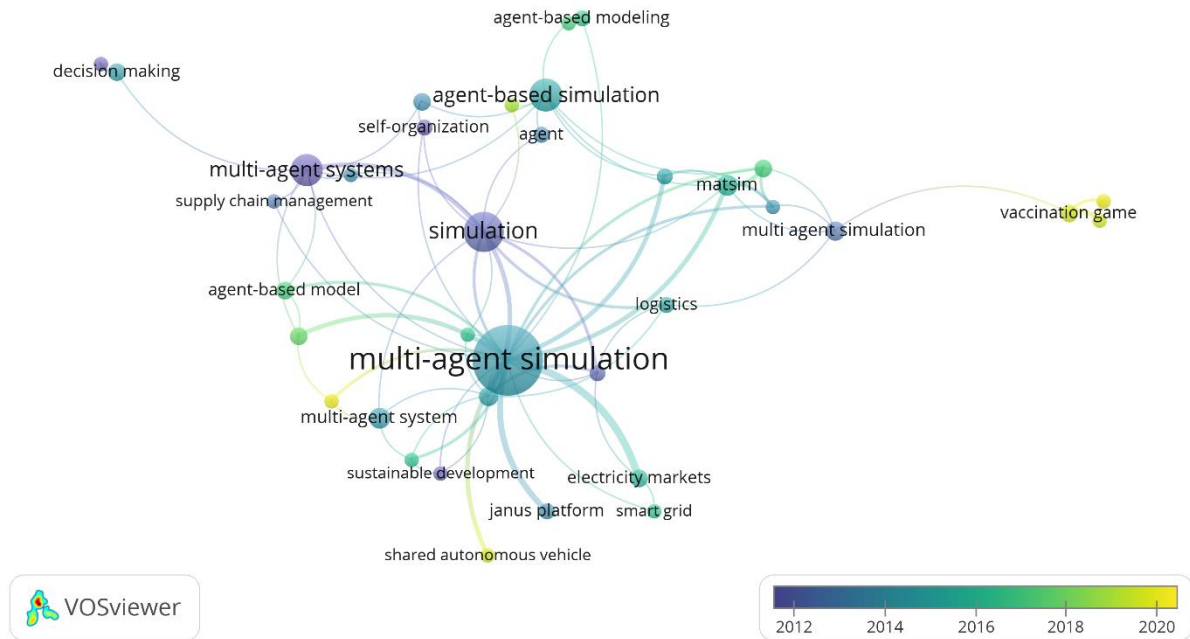 agent-based modeling
decision making
agent-based simulation
self-organization
agent
multi-agent systems
matsim
supply chain management
vaccination game
simulation
multi agent simulation
agent-based model
logistics
multi-agent simulation
multi-agent system
sustainable development
electricity markets
janus platform
smart grid
shared autonomous vehicle
VOSviewer
2012
2014
2016
2018
2020